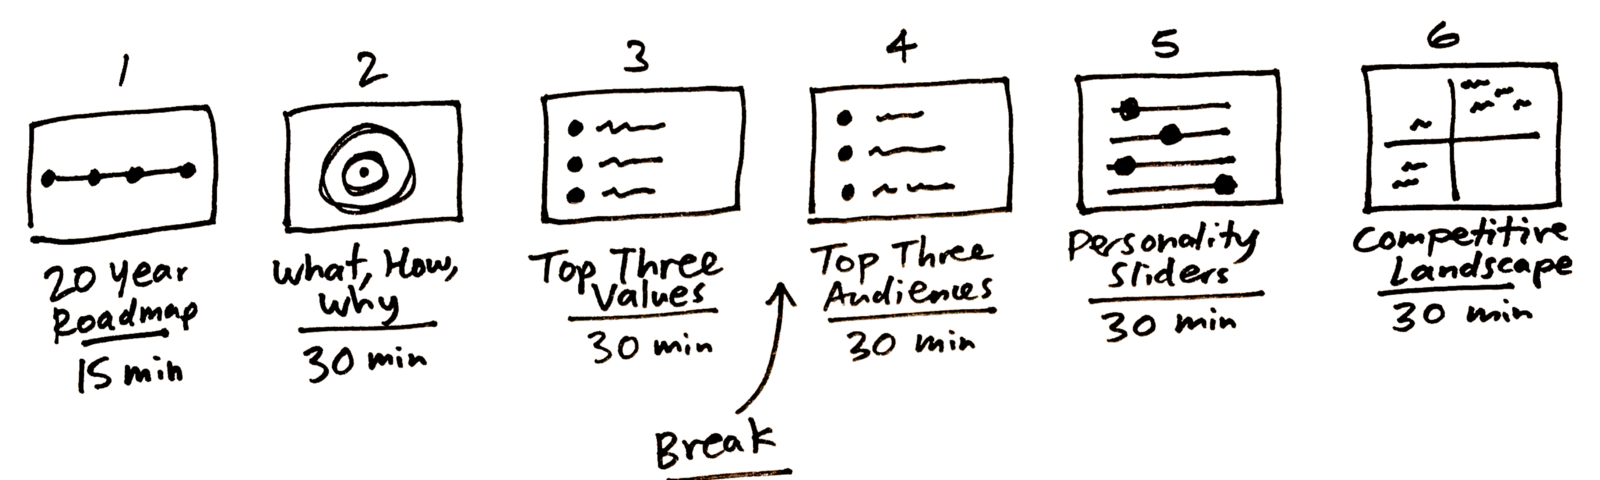 1
20 year
Roadmap
15 min
2
What, How,
Why
30 min
3
Top Three
Values
30 min
Break
4
Top Three
Audiences
30 min
5
Personality
Sliders
30 min
6
Competitive
Landscape
30 min